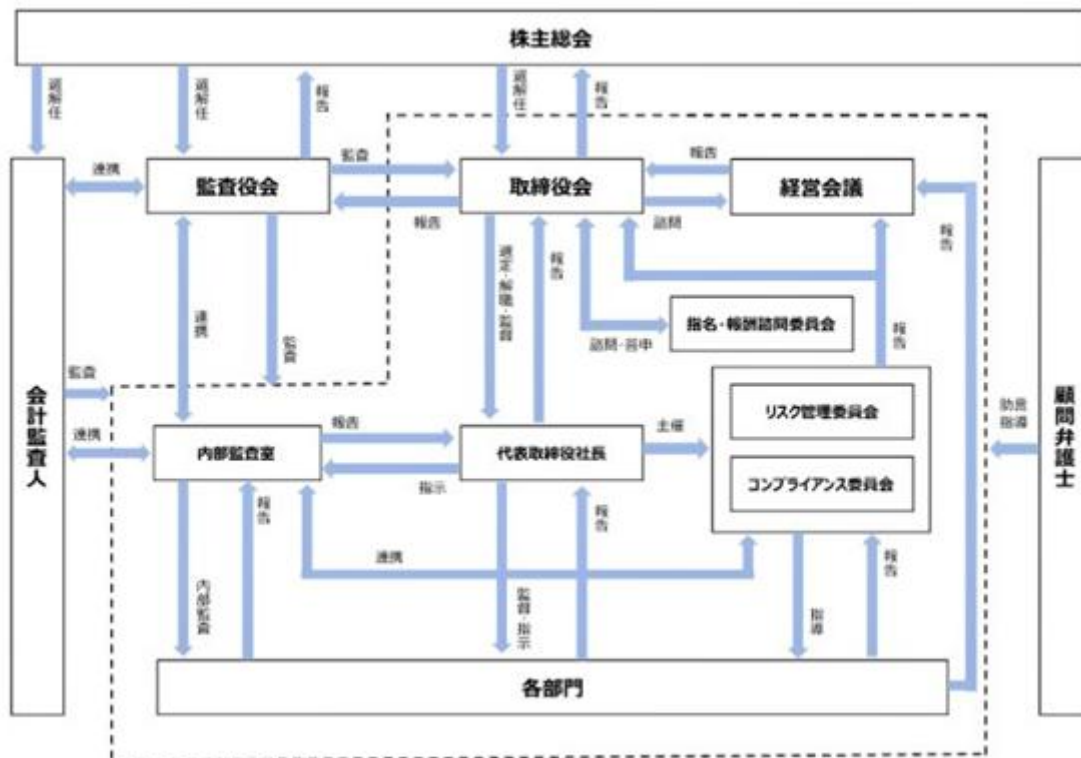 株主総会
選解任
選解任
報告
選解任
報告
連携
監査役会
監査
報告
取締役会
報告
諮問
経営会議
報告
連携
監査
選定・解職・監督
報告
諮問・答申
指名・報酬諮問委員会
報告
会計監査人
監査
連携
内部監査室
報告
指示
代表取締役社長
主催
リスク管理委員会
コンプライアンス委員会
助言
指導
顧問弁護士
内部監査
報告
連携
監督・指示
報告
指導
報告
各部門